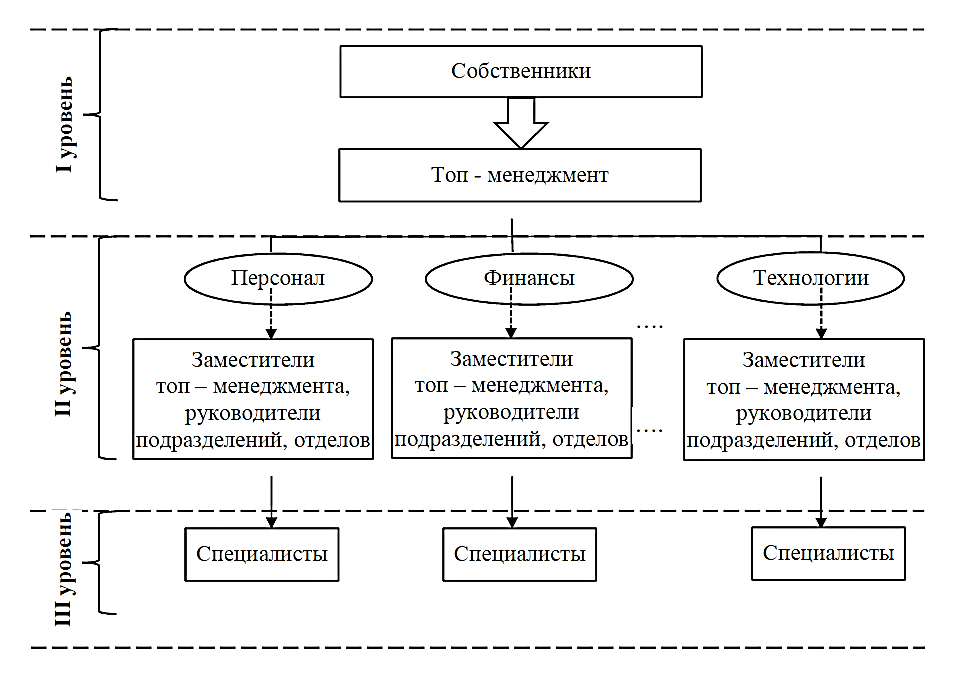 I уровень
Собственники
Топ - менеджмент
II уровень
Персонал
Финансы
Технологии
....
Заместители
топ – менеджмента,
руководители
подразделений, отделов
Заместители
топ – менеджмента,
руководители
подразделений, отделов
....
Заместители
топ – менеджмента,
руководители
подразделений, отделов
III уровень
Специалисты
Специалисты
Специалисты